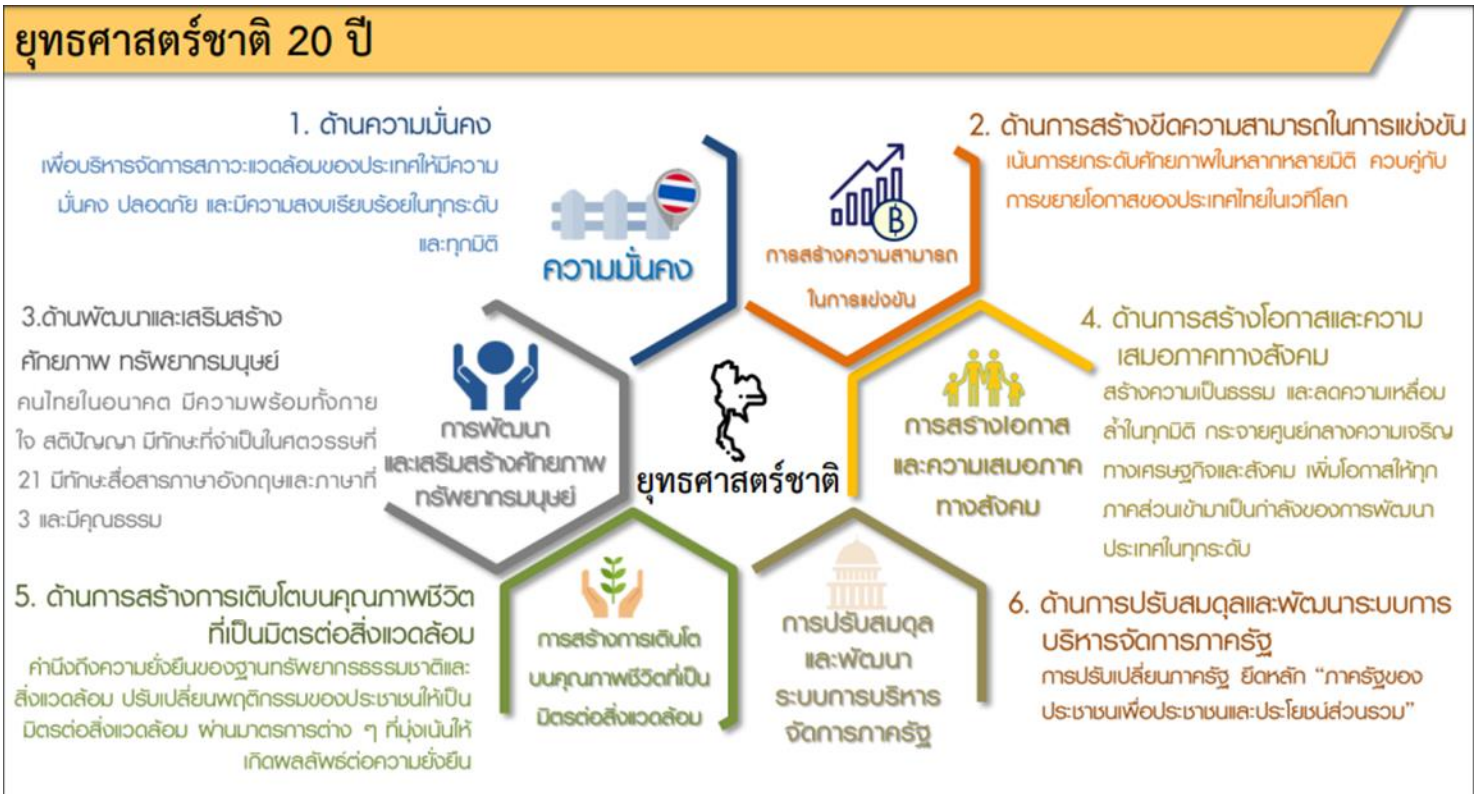 ยุทธศาสตร์ชาติ 20 ปี
1. ด้านความมั่นคง
เพื่อบริหารจัดการสภาวะแวดล้อมของประเทศให้มีความ
มั่นคง ปลอดภัย และมีความสงบเรียบร้อยในทุกระดับ
และทุกมิติ
ความมั่นคง
การสร้างความสามารถ
ในการแข่งขัน
2. ด้านการสร้างขีดความสามารถในการแข่งขัน
เน้นการยกระดับศักยภาพในหลากหลายมิติ ควบคู่กับ
การขยายโอกาสของประเทศไทยในเวทีโลก
3.ด้านพัฒนาและเสริมสร้าง
ศักยภาพ ทรัพยากรมนุษย์
คนไทยในอนาคต มีความพร้อมทั้งกาย
ใจ สติปัญญา มีทักษะที่จำเป็นในศตวรรษที่
21 มีทักษะสื่อสารภาษาอังกฤษและภาษาที่
3 และมีคุณธรรม
การพัฒนา
และเสริมสร้างศักยภาพ
ทรัพยากรมนุษย์
ยุทธศาสตร์ชาติ
การสร้างโอกาส
และความเสมอภาค
ทางสังคม
4. ด้านการสร้างโอกาสและความ
เสมอภาคทางสังคม
สร้างความเป็นธรรม และลดความเหลื่อม
ล้ำในทุกมิติ กระจายศูนย์กลางความเจริญ
ทางเศรษฐกิจและสังคม เพิ่มโอกาสให้ทุก
ภาคส่วนเข้ามาเป็นกำลังของการพัฒนา
ประเทศในทุกระดับ
5. ด้านการสร้างการเติบโตบนคุณภาพชีวิต
ที่เป็นมิตรต่อสิ่งแวดล้อม
คำนึงถึงความยั่งยืนของฐานทรัพยากรธรรมชาติและ
สิ่งแวดล้อม ปรับเปลี่ยนพฤติกรรมของประชาชนให้เป็น
มิตรต่อสิ่งแวดล้อม ผ่านมาตรการต่าง ๆ ที่มุ่งเน้นให้
เกิดผลลัพธ์ต่อความยั่งยืน
การสร้างการเติบโต
บนคุณภาพชีวิตที่เป็น
มิตรต่อสิ่งแวดล้อม
การปรับสมดุล
และพัฒนา
ระบบการบริหาร
จัดการภาครัฐ
6. ด้านการปรับสมดุลและพัฒนาระบบการ
บริหารจัดการภาครัฐ
การปรับเปลี่ยนภาครัฐ ยึดหลัก “ภาครัฐของ
ประชาชนเพื่อประชาชนและประโยชน์ส่วนรวม”